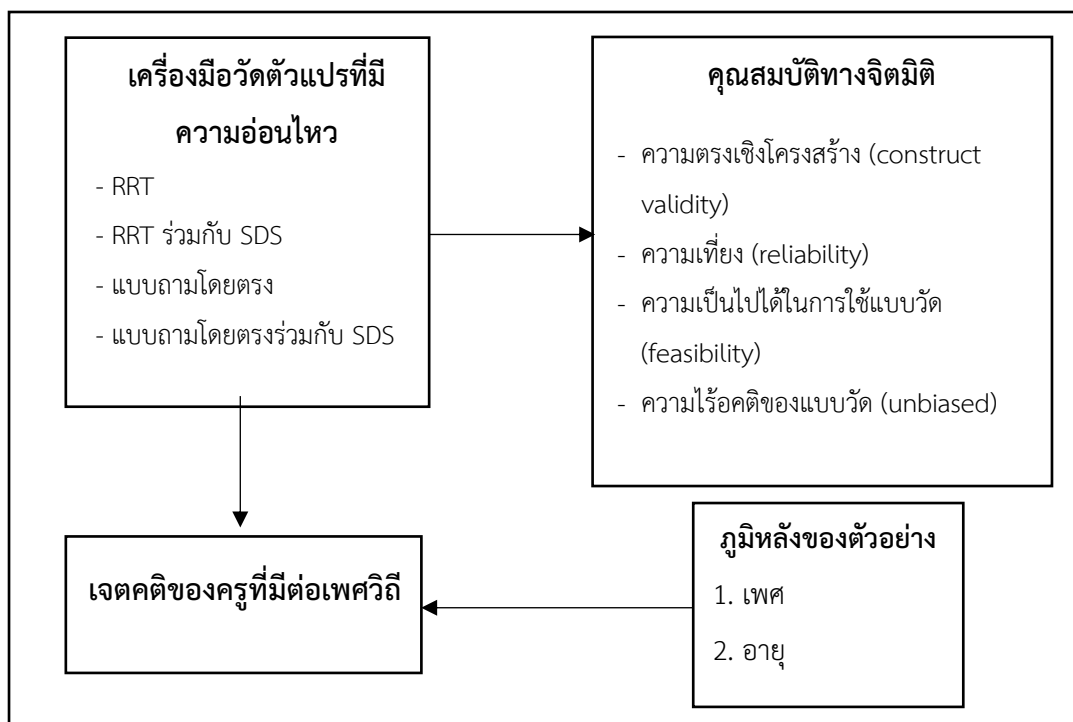 เครื่องมือวัดตัวแปรที่มี
ความอ่อนไหว
- RRT
- RRT ร่วมกับ SDS
- แบบถามโดยตรง
- แบบถามโดยตรงร่วมกับ SDS
คุณสมบัติทางจิตมิติ
- ความตรงเชิงโครงสร้าง (construct
validity)
- ความเที่ยง (reliability)
- ความเป็นไปได้ในการใช้แบบวัด
(feasibility)
- ความไร้อคติของแบบวัด (unbiased)
เจตคติของครูที่มีต่อเพศวิถี
ภูมิหลังของตัวอย่าง
1. เพศ
2. อายุ